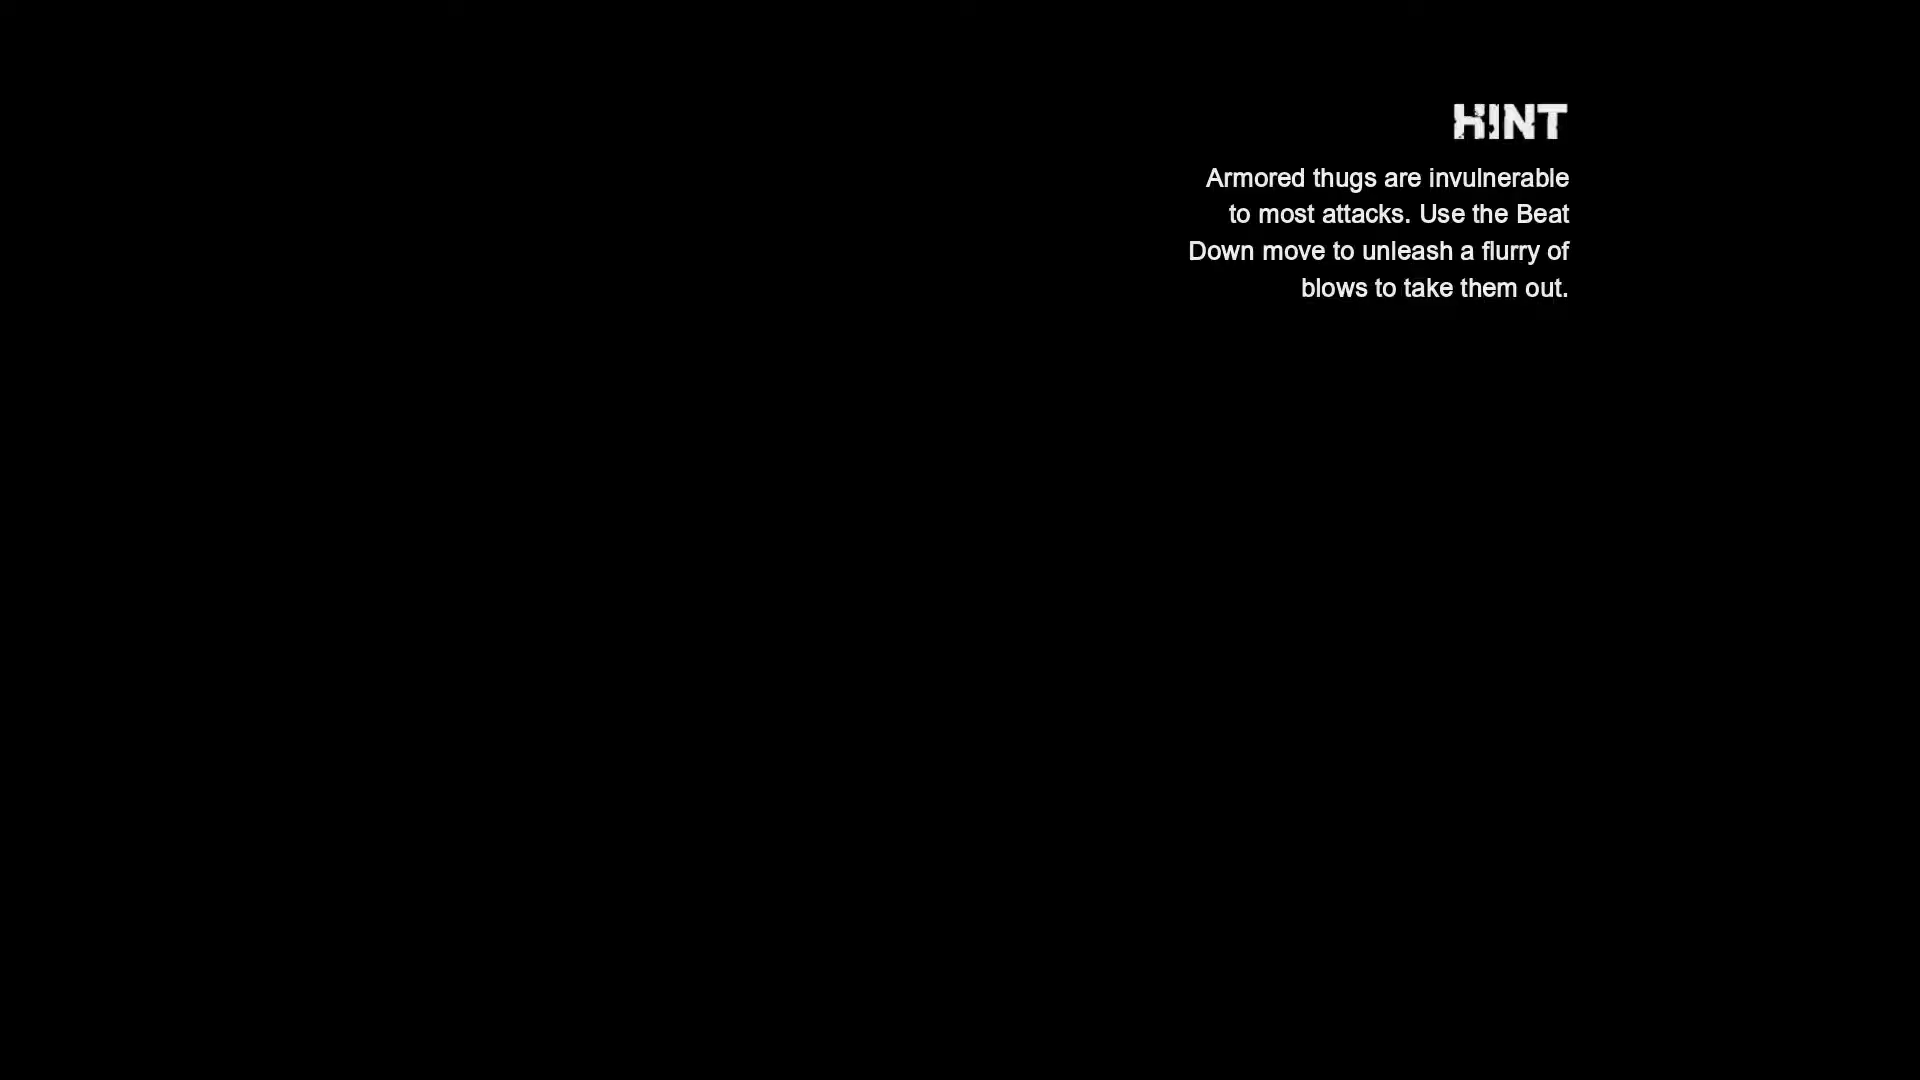 HINT
Armored thugs are invulnerable
to most attacks. Use the Beat
Down move to unleash a flurry of
blows to take them out.